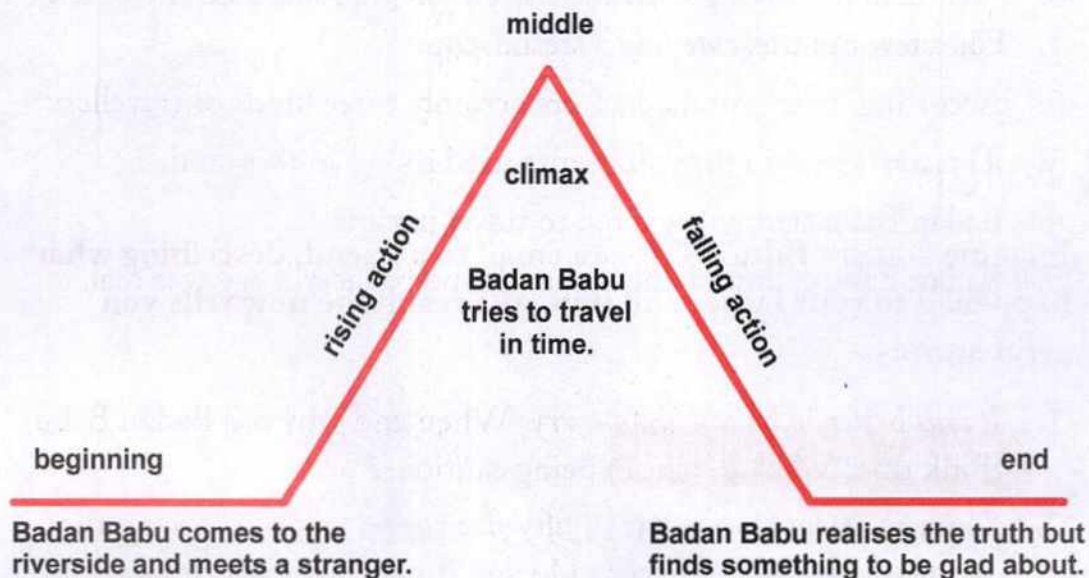 middle
climax
rising action
falling action
Badan Babu
tries to travel
in time.
beginning
end
Badan Babu comes to the
riverside and meets a stranger.
Badan Babu realises the truth but
finds something to be glad about.